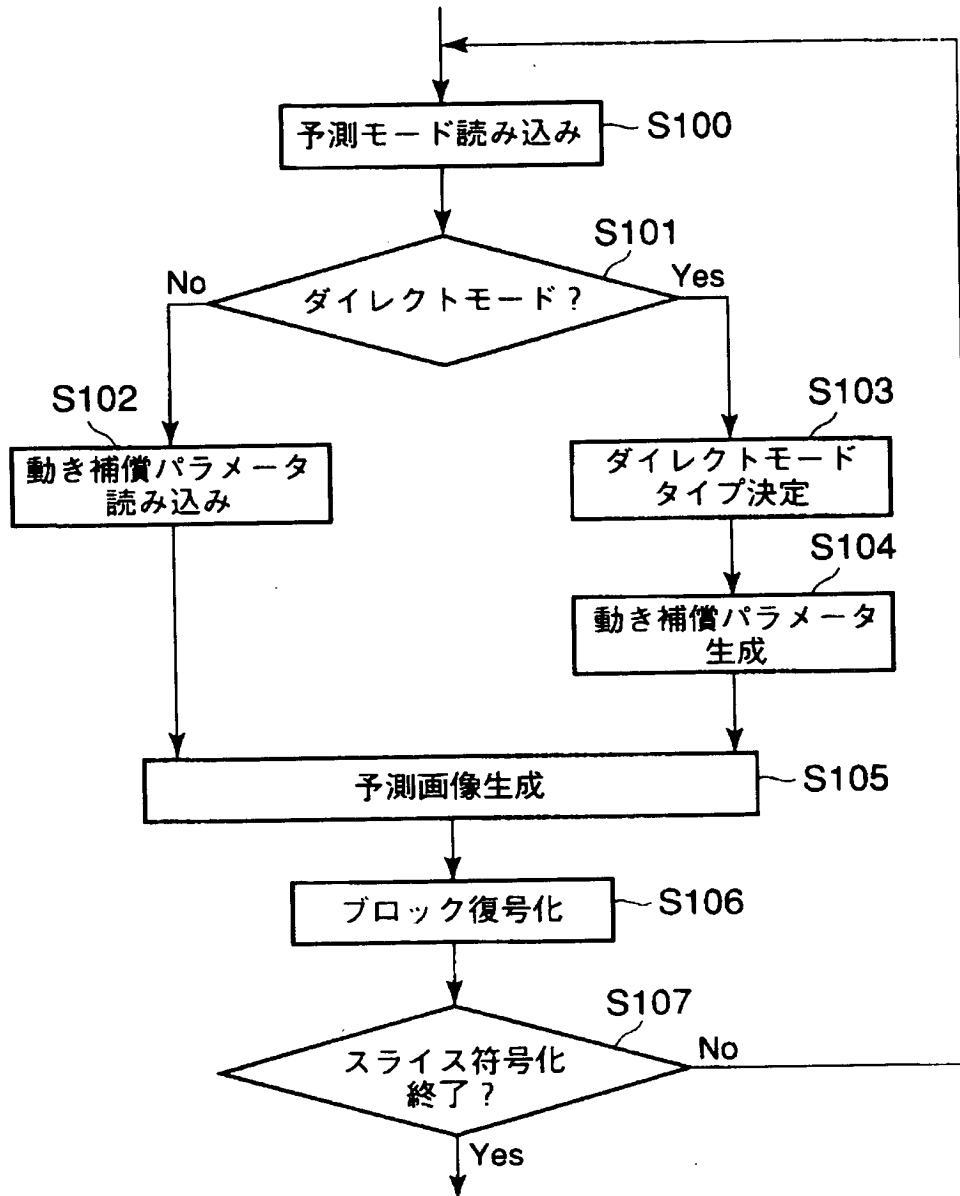 予測モード読み込み
S100
S101
No
Yes
ダイレクトモード？
S102
S103
動き補償パラメータ
読み込み
ダイレクトモード
タイプ決定
S104
動き補償パラメータ
生成
予測画像生成
S105
ブロック復号化
S106
S107
スライス符号化
終了？
No
Yes